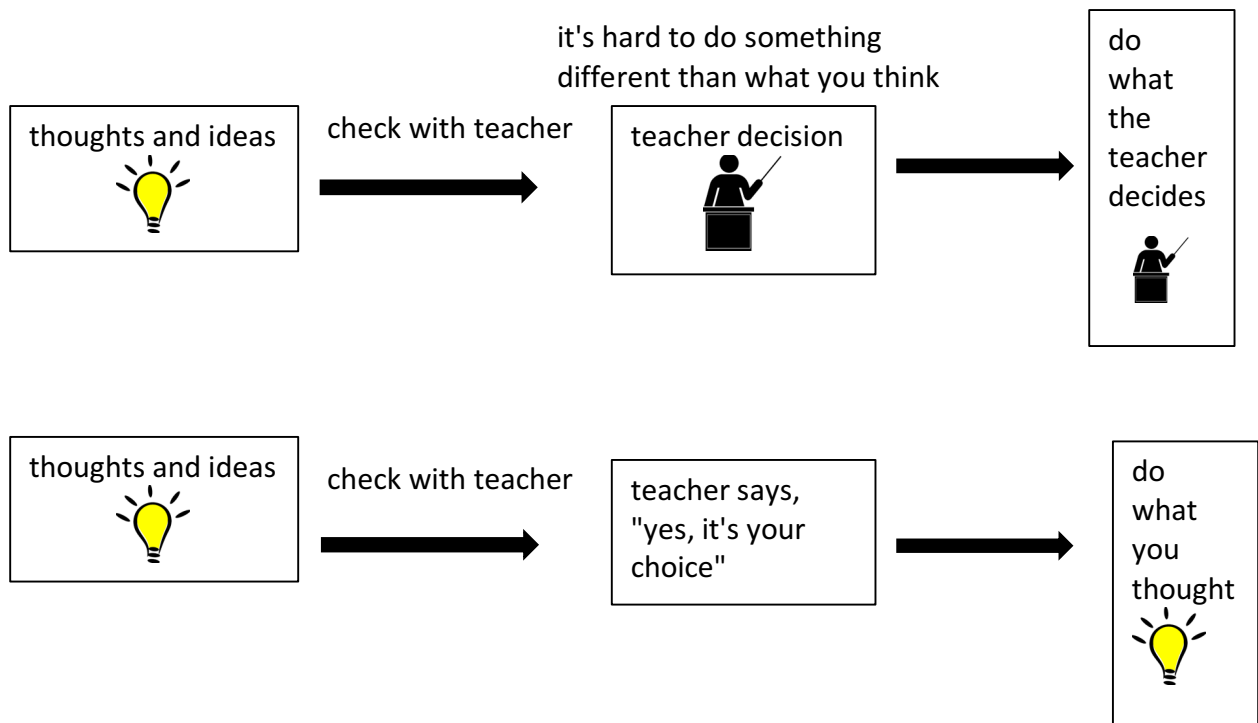 it's hard to do something
different than what you think
thoughts and ideas
check with teacher
teacher decision
do
what
the
teacher
decides
thoughts and ideas
check with teacher
teacher says,
"yes, it's your
choice"
do
what
you
thought